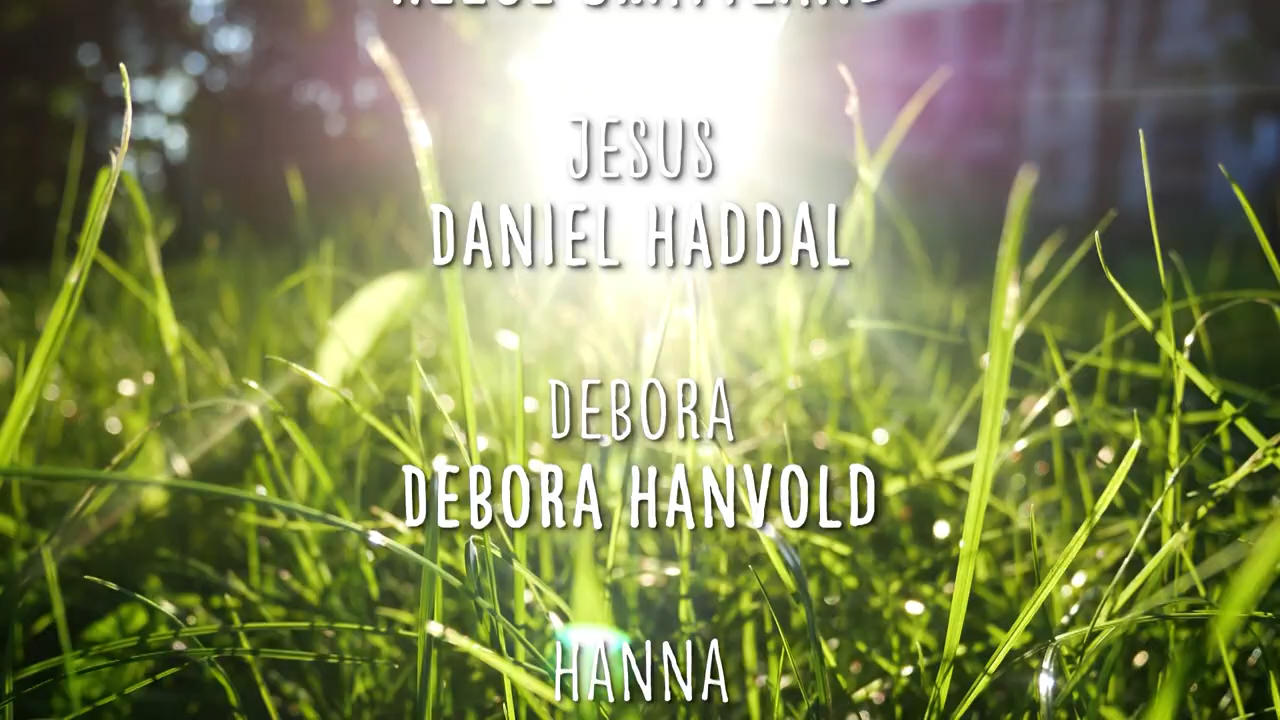 JESUS
DANIEL HADDAL
DEBORA
DEBORA HANVOLD
HANNA